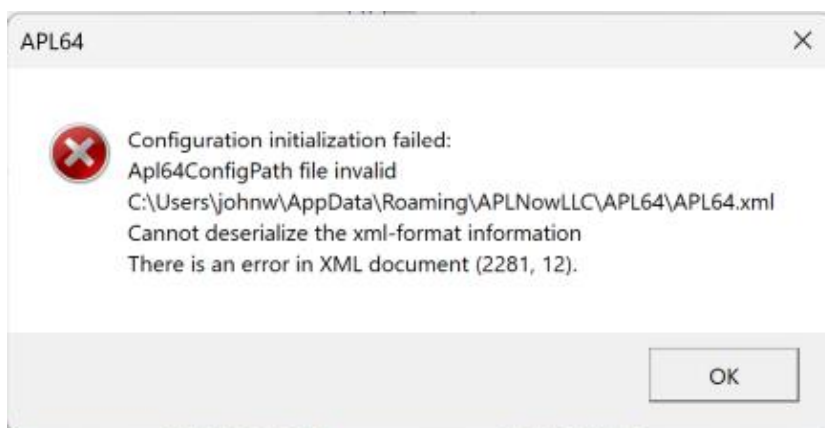 APL64
Configuration initialization failed:
Apl64ConfigPath file invalid
C:\Users\johnw\AppData\Roaming\APLNowLLC\APL64\APL64.xml
Cannot deserialize the xml-format information
There is an error in XML document (2281, 12).
OK